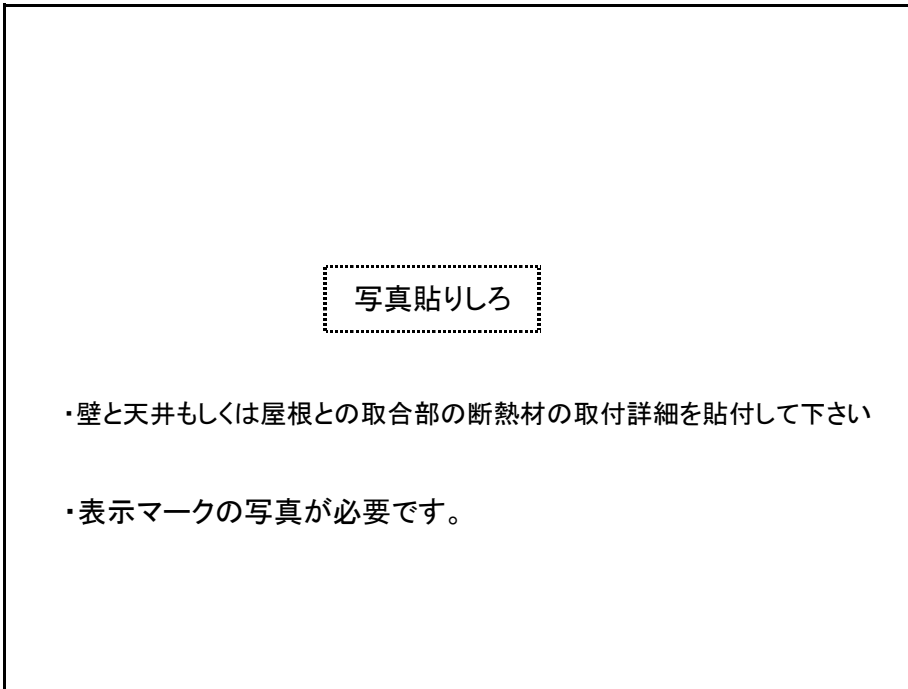 写真貼りしろ
・壁と天井もしくは屋根との取合部の断熱材の取付詳細を貼付して下さい
・表示マークの写真が必要です。